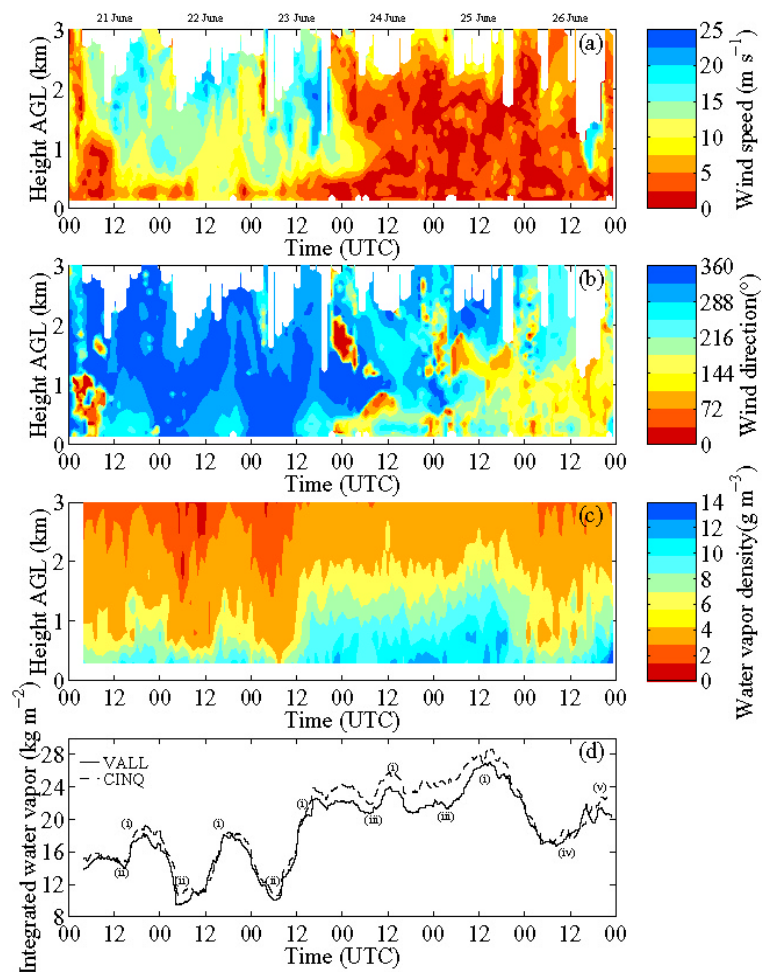 21 June 22 June 23 June 24 June 25 June 26 June
(a)
3
2
1
0
Height AGL (km)
00 12 00 12 00 12 00 12 00 12 00 12 00
Time (UTC)
25
20
15
10
5
0
Wind speed (m s⁻¹)
(b)
3
2
1
0
Height AGL (km)
00 12 00 12 00 12 00 12 00 12 00 12 00
Time (UTC)
360
288
216
144
72
0
Wind direction(°)
(c)
3
2
1
0
Height AGL (km)
00 12 00 12 00 12 00 12 00 12 00 12 00
Time (UTC)
14
12
10
8
6
4
2
0
Water vapor density(g m⁻³)
(d)
28
24
20
16
12
8
Integrated water vapor (kg m⁻²)
VALL
CINQ
(i) (i) (i) (i) (i) (v)
(ii) (ii) (ii) (iii) (iii) (iv)
00 12 00 12 00 12 00 12 00 12 00 12 00
Time (UTC)